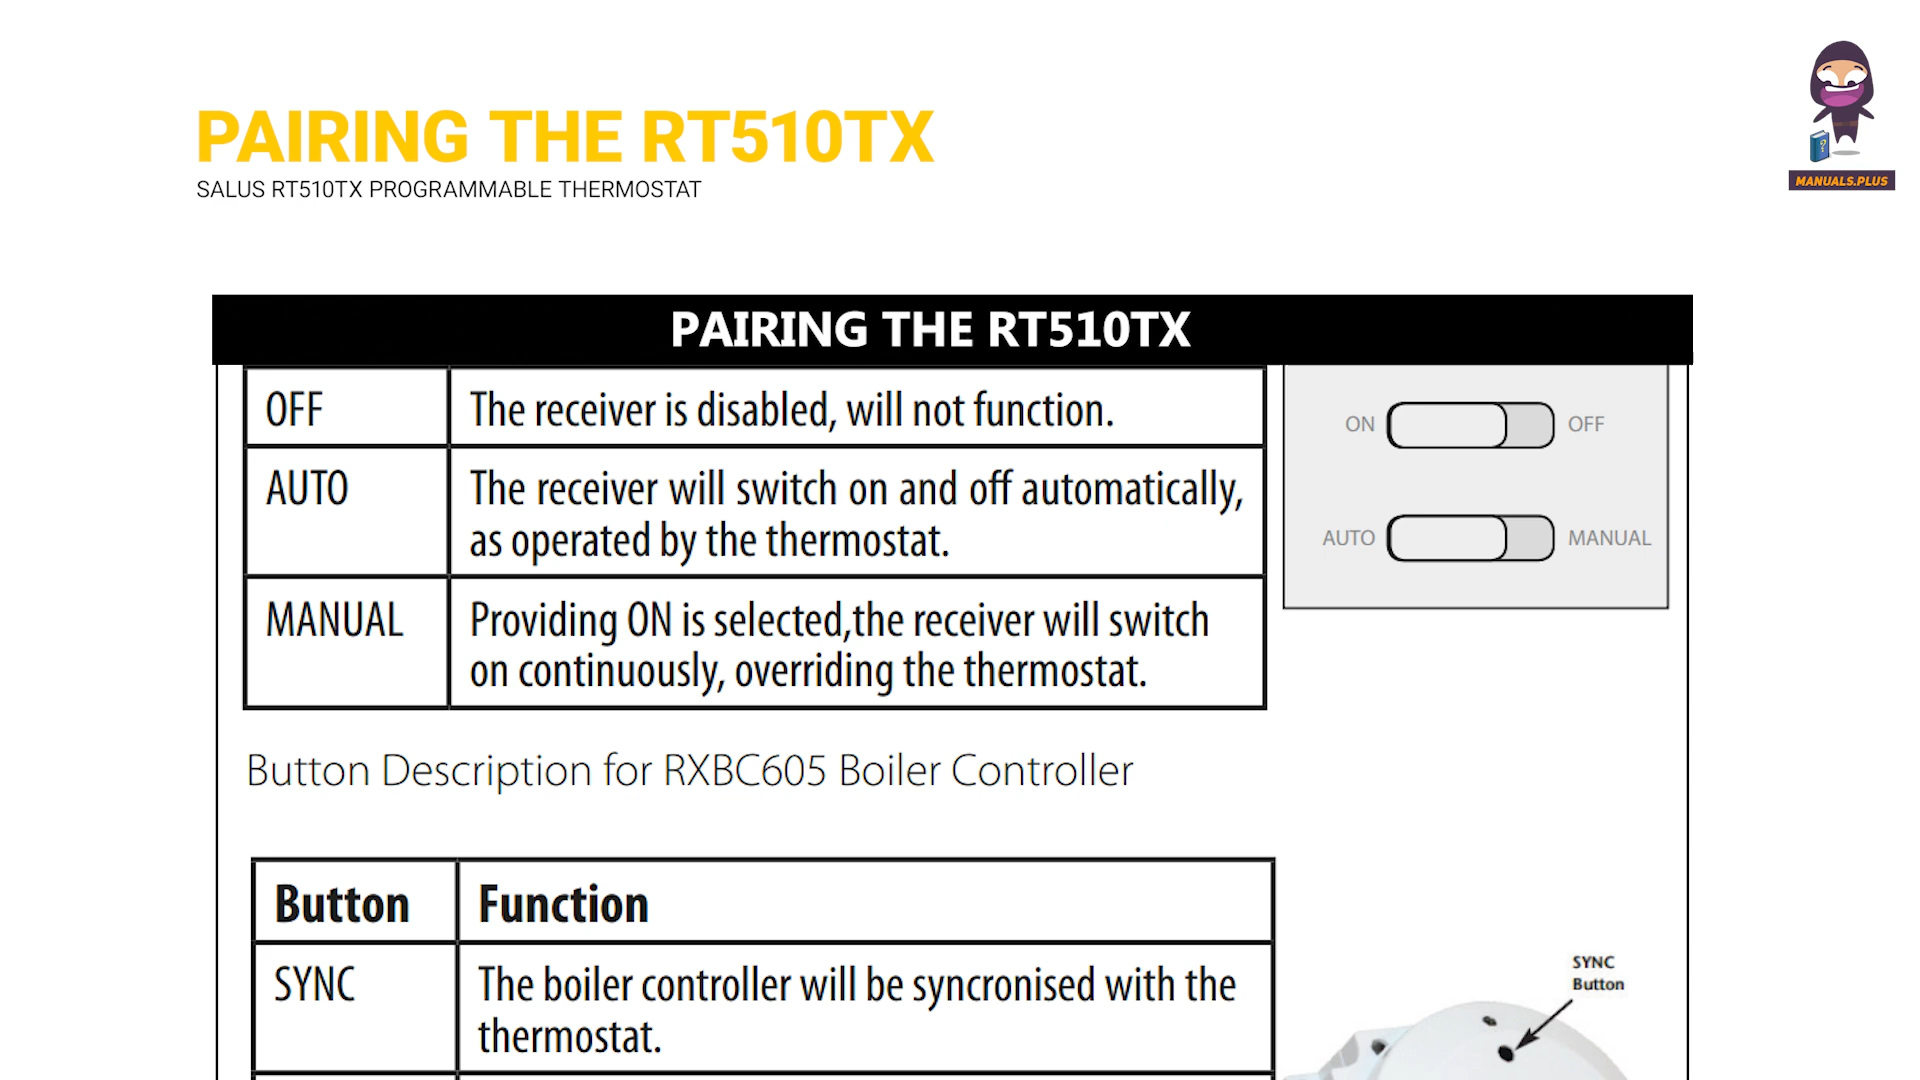 PAIRING THE RT510TX
SALUS RT510TX PROGRAMMABLE THERMOSTAT
MANUALS.PLUS
PAIRING THE RT510TX
OFF
The receiver is disabled, will not function.
AUTO
The receiver will switch on and off automatically,
as operated by the thermostat.
MANUAL
Providing ON is selected,the receiver will switch
on continuously, overriding the thermostat.
ON
OFF
AUTO
MANUAL
Button Description for RXBC605 Boiler Controller
Button
Function
SYNC
The boiler controller will be syncronised with the
thermostat.
SYNC
Button